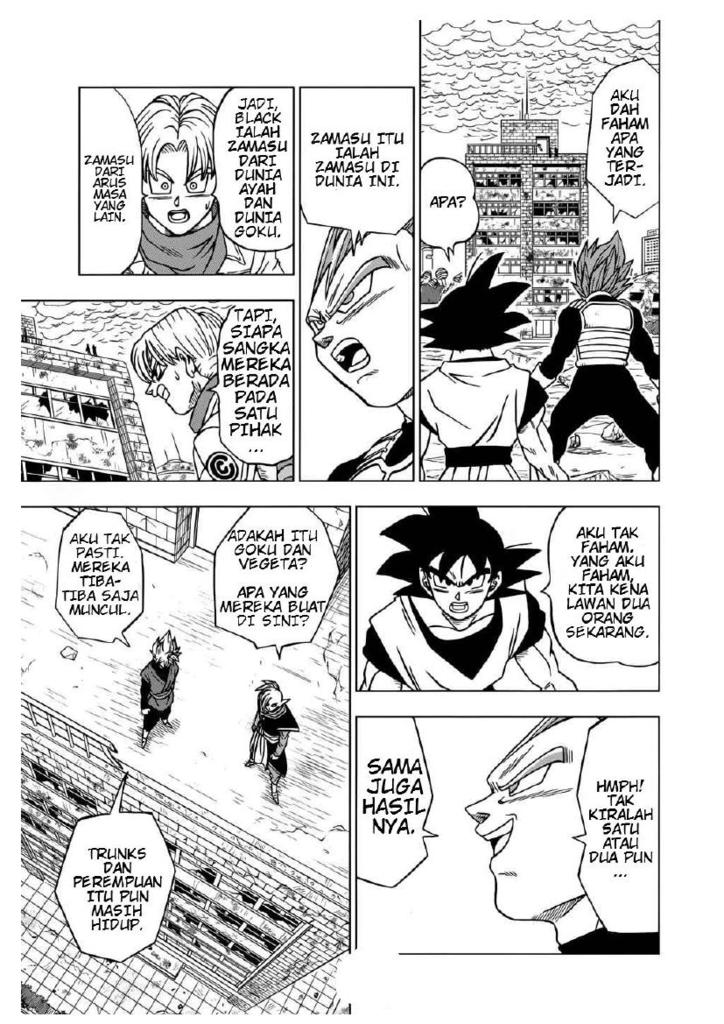 AKU
DAH
FAHAM
APA
YANG
TER-
JADI.
APA?
ZAMASU ITU
IALAH
ZAMASU DI
DUNIA INI.
JADI,
BLACK
IALAH
ZAMASU
DARI
DUNIA
AYAH
DAN
DUNIA
GOKU.
ZAMASU
DARI
ARUS
MASA
YANG
LAIN.
TAPI,
SIAPA
SANGKA
MEREKA
BERADA
PADA
SATU
PIHAK
...
AKU TAK
FAHAM.
YANG AKU
FAHAM,
KITA KENA
LAWAN DUA
ORANG
SEKARANG.
HMPH!
TAK
KIRALAH
SATU
ATAU
DUA PUN
...
SAMA
JUGA
HASIL
NYA.
ADAKAH ITU
GOKU DAN
VEGETA?
APA YANG
MEREKA BUAT
DI SINI?
AKU TAK
PASTI.
MEREKA
TIBA-
TIBA SAJA
MUNCUL.
TRUNKS
DAN
PEREMPUAN
ITU PUN
MASIH
HIDUP.